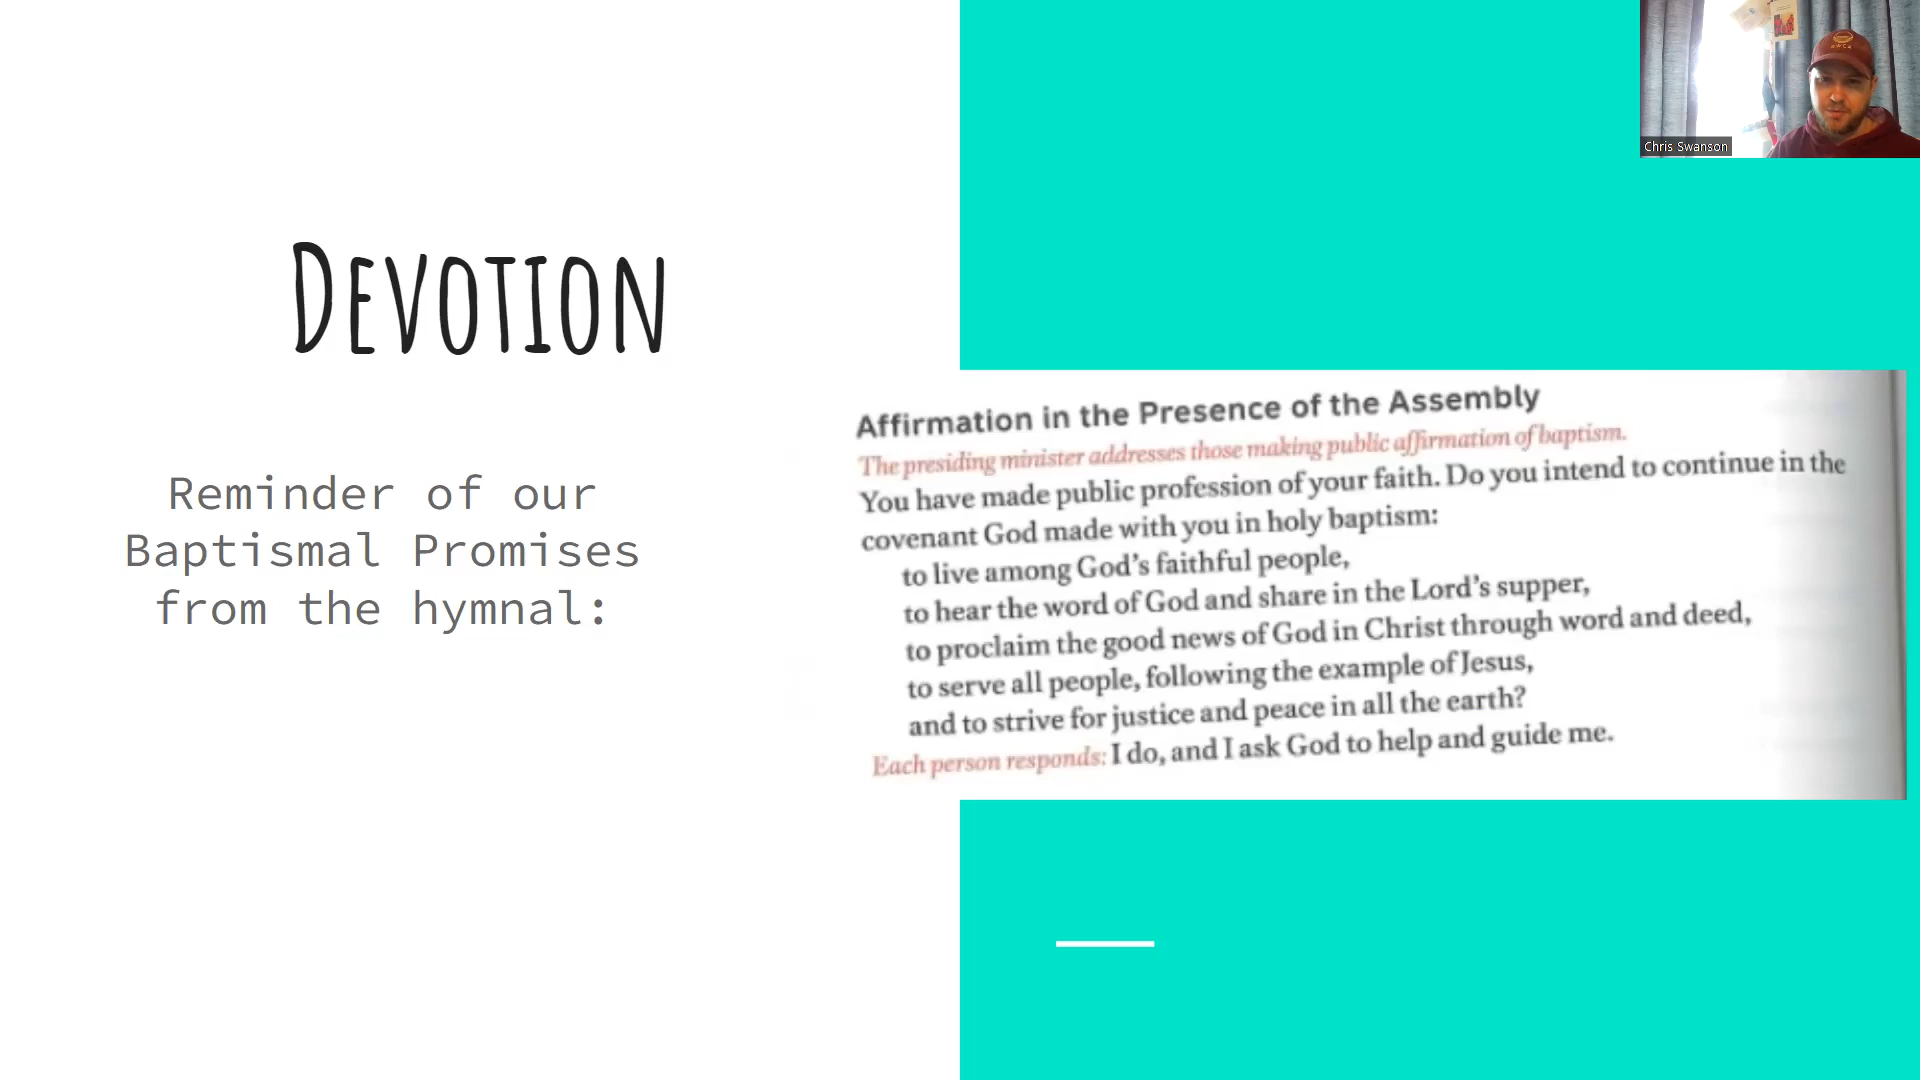 Devotion
Reminder of our
Baptismal Promises
from the hymnal:
Affirmation in the Presence of the Assembly
The presiding minister addresses those making public affirmation of baptism.
You have made public profession of your faith. Do you intend to continue in the
covenant God made with you in holy baptism:
to live among God's faithful people,
to hear the word of God and share in the Lord's supper,
to proclaim the good news of God in Christ through word and deed,
to serve all people, following the example of Jesus,
and to strive for justice and peace in all the earth?
Each person responds: I do, and I ask God to help and guide me.
Chris Swanson